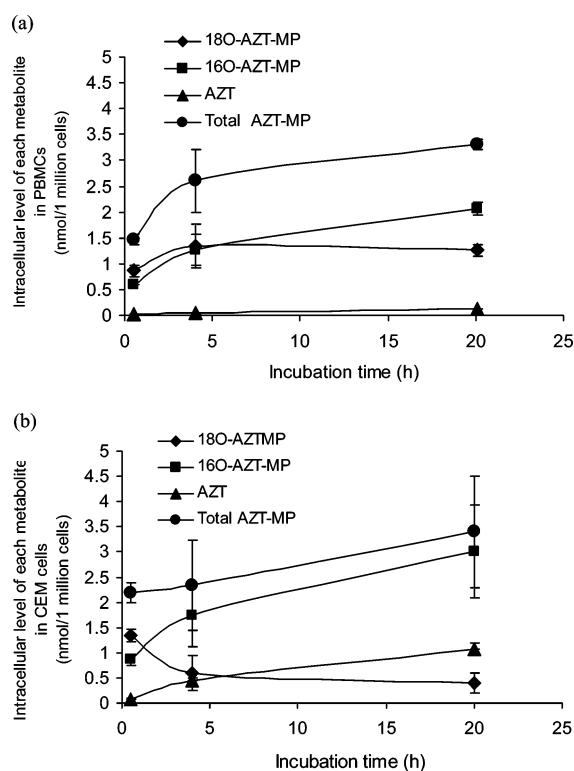 (a)
18O-AZT-MP
16O-AZT-MP
AZT
Total AZT-MP
Intracellular level of each metabolite
in PBMCs
(nmol/1 million cells)
5
4.5
4
3.5
3
2.5
2
1.5
1
0.5
0
0 5 10 15 20 25
Incubation time (h)
(b)
18O-AZTMP
16O-AZT-MP
AZT
Total AZT-MP
Intracellular level of each metabolite
in CEM cells
(nmol/1 million cells)
5
4.5
4
3.5
3
2.5
2
1.5
1
0.5
0
0 5 10 15 20 25
Incubation time (h)